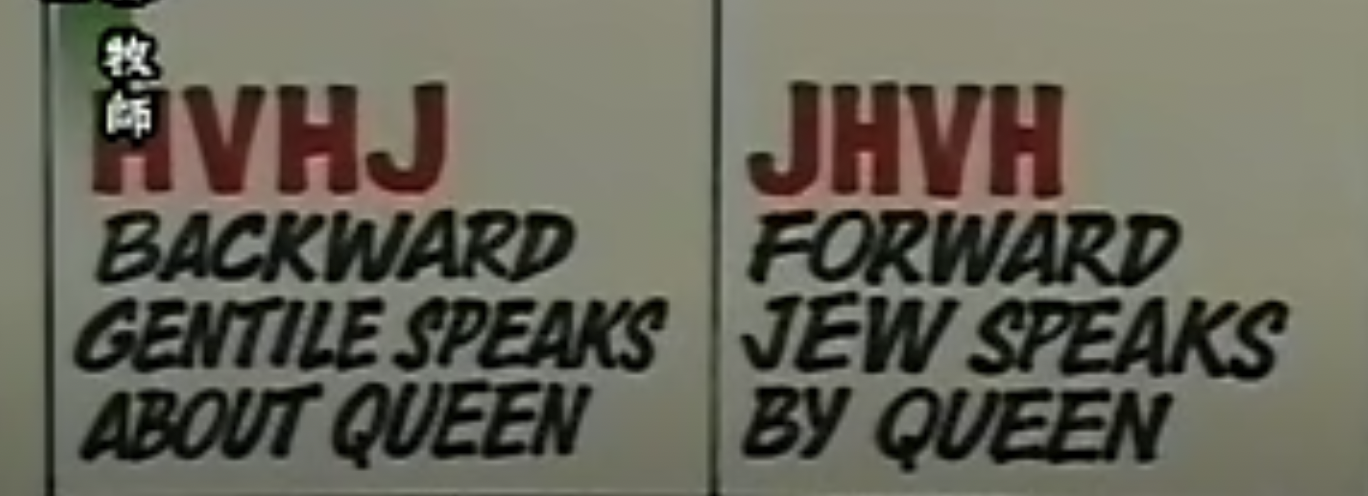 牧師
HVHJ
BACKWARD
GENTILE SPEAKS
ABOUT QUEEN
JHVH
FORWARD
JEW SPEAKS
BY QUEEN